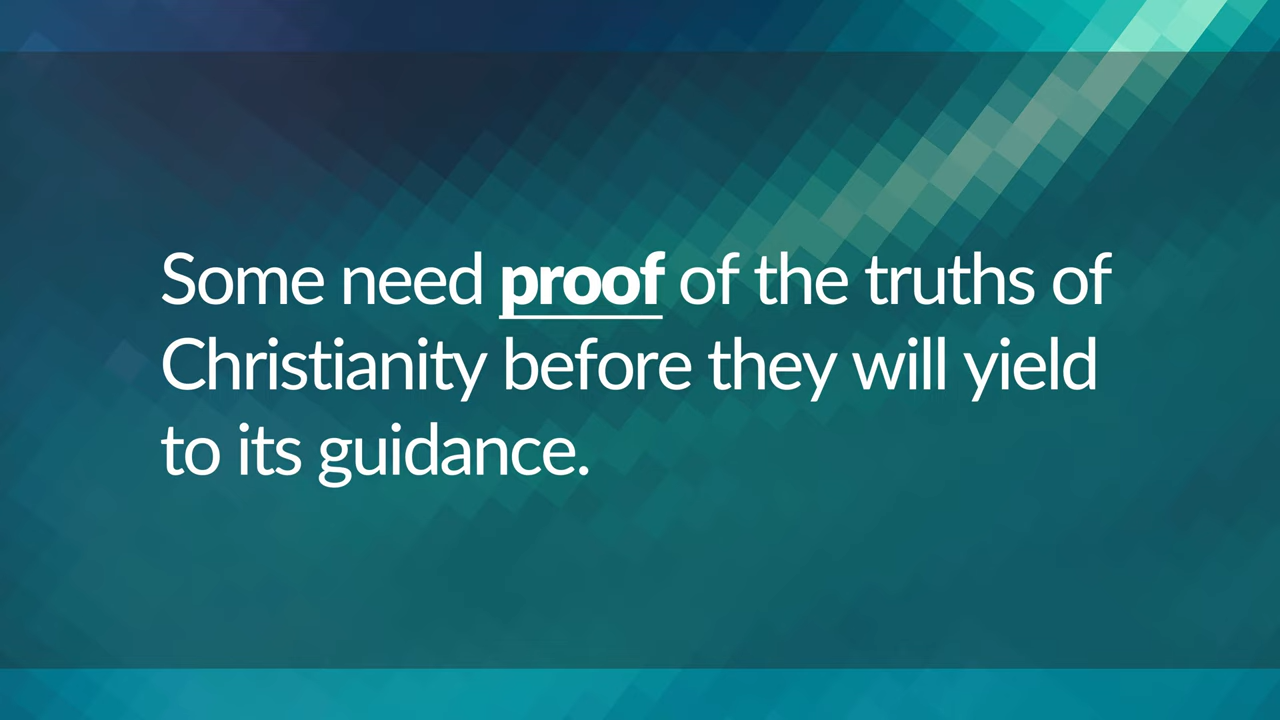 Some need proof of the truths of
Christianity before they will yield
to its guidance.